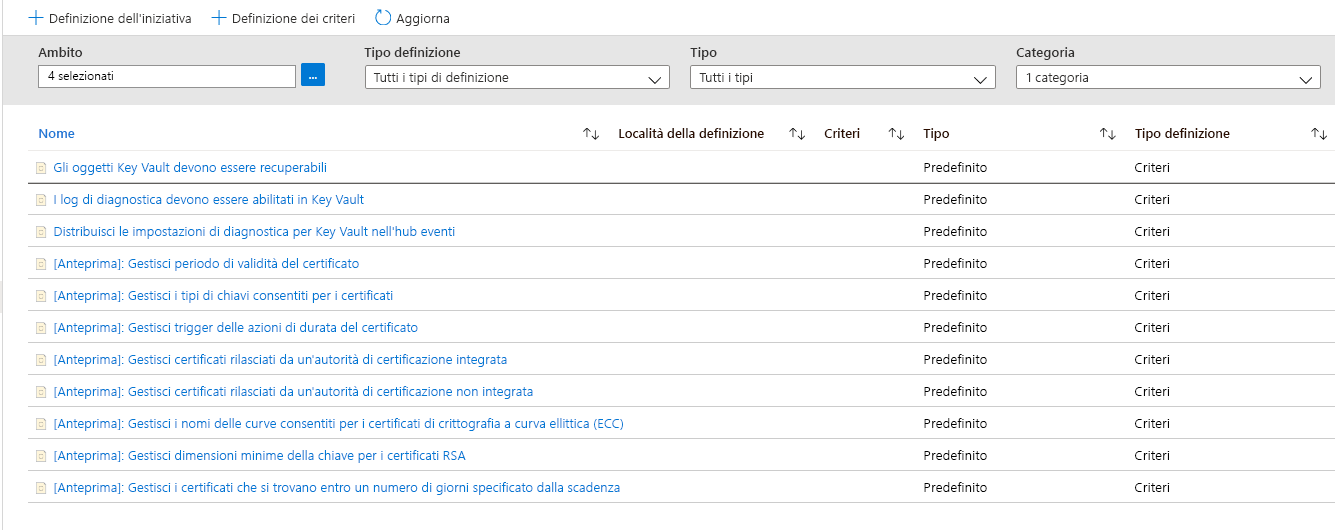 Definizione dell'iniziativa Definizione dei criteri Aggiorna
Ambito Tipo definizione Tipo Categoria
4 selezionati ... Tutti i tipi di definizione Tutti i tipi 1 categoria
Nome Località della definizione Criteri Tipo Tipo definizione
Gli oggetti Key Vault devono essere recuperabili Predefinito Criteri
I log di diagnostica devono essere abilitati in Key Vault Predefinito Criteri
Distribuisci le impostazioni di diagnostica per Key Vault nell'hub eventi Predefinito Criteri
[Anteprima]: Gestisci periodo di validità del certificato Predefinito Criteri
[Anteprima]: Gestisci i tipi di chiavi consentiti per i certificati Predefinito Criteri
[Anteprima]: Gestisci trigger delle azioni di durata del certificato Predefinito Criteri
[Anteprima]: Gestisci certificati rilasciati da un'autorità di certificazione integrata Predefinito Criteri
[Anteprima]: Gestisci certificati rilasciati da un'autorità di certificazione non integrata Predefinito Criteri
[Anteprima]: Gestisci i nomi delle curve consentiti per i certificati di crittografia a curva ellittica (ECC) Predefinito Criteri
[Anteprima]: Gestisci dimensioni minime della chiave per i certificati RSA Predefinito Criteri
[Anteprima]: Gestisci i certificati che si trovano entro un numero di giorni specificato dalla scadenza Predefinito Criteri